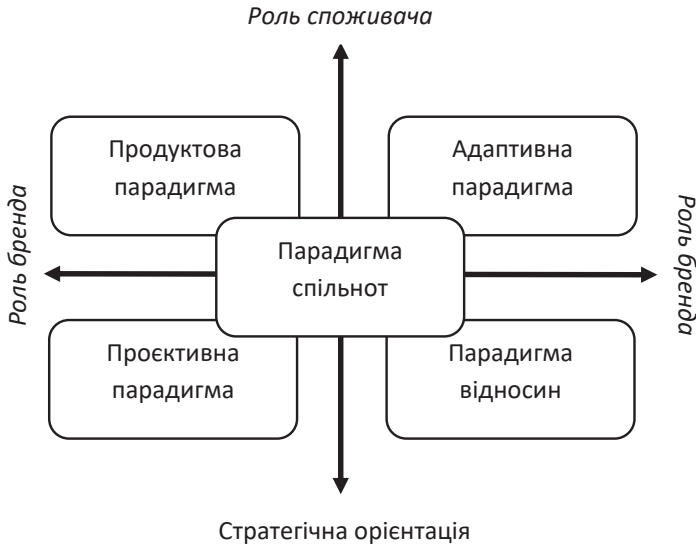 Роль споживача
Продуктова
парадигма
Адаптивна
парадигма
Роль бренда
Парадигма
спільнот
Роль бренда
Проєктивна
парадигма
Парадигма
відносин
Стратегічна орієнтація